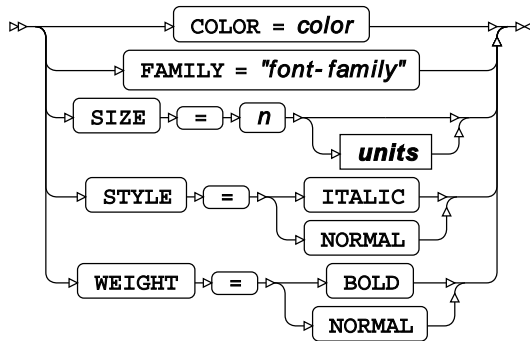 COLOR = color
FAMILY = "font-family"
SIZE = n
units
STYLE = ITALIC
NORMAL
WEIGHT = BOLD
NORMAL